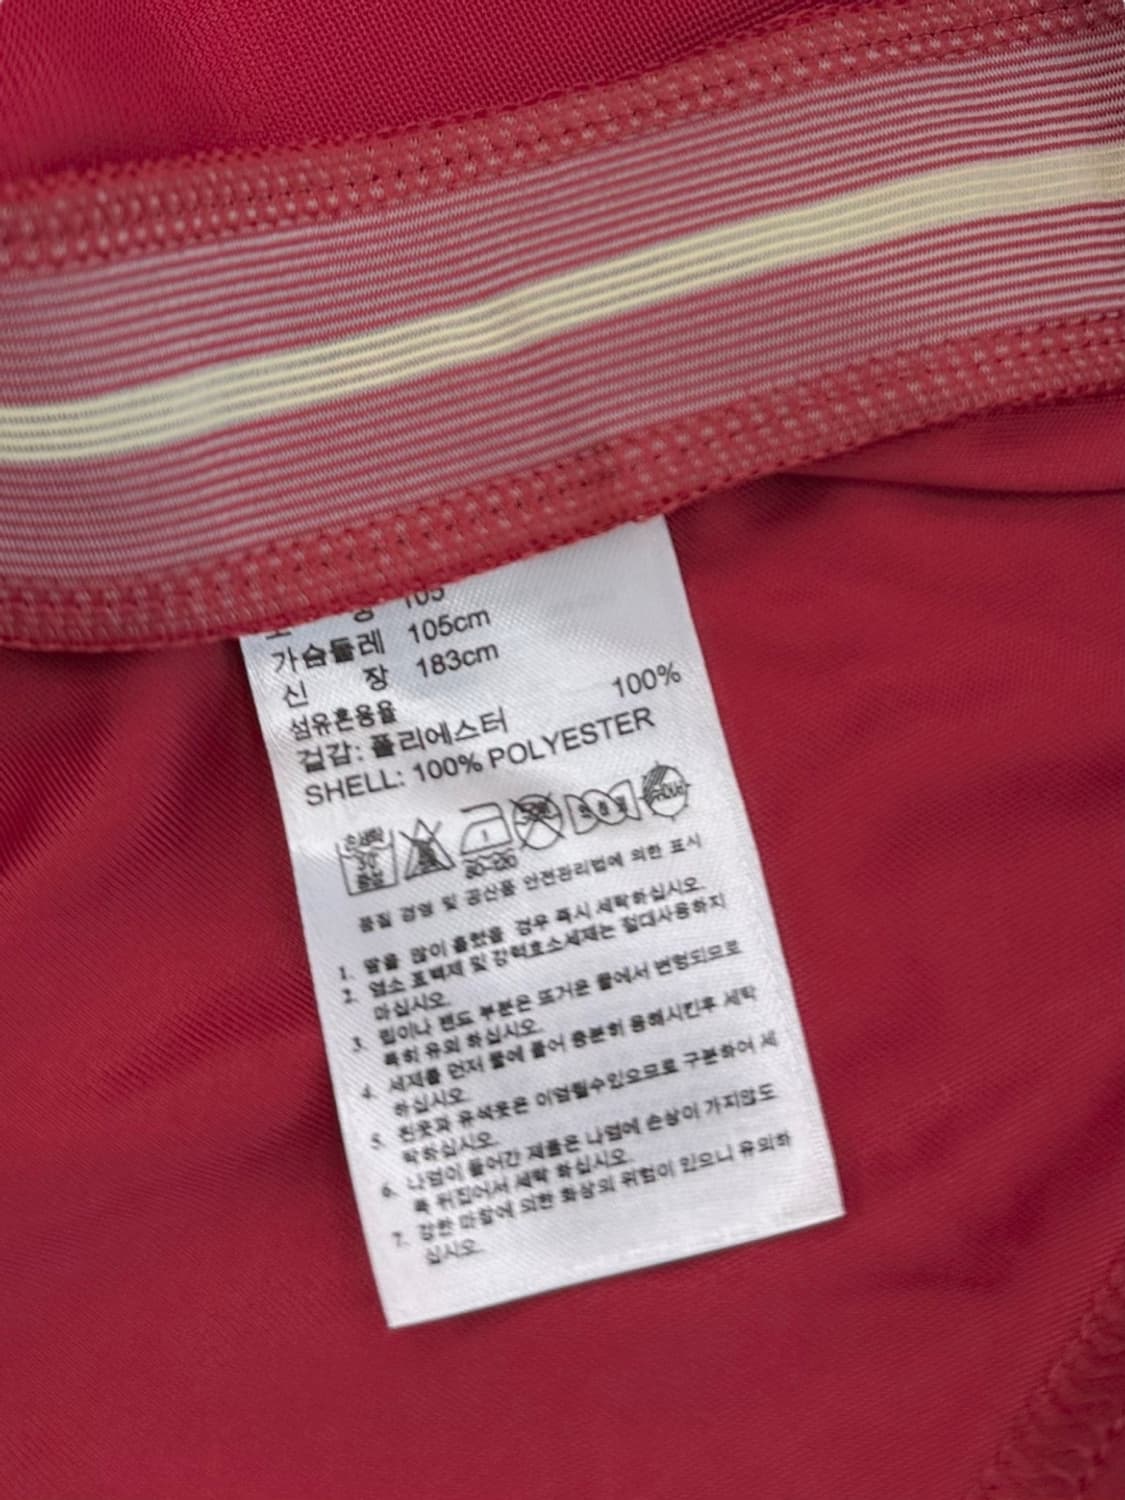 105
가슴둘레 105cm
신 장 183cm
섬유혼용율
겉감: 폴리에스터 100%
SHELL: 100% POLYESTER
손세탁
30˚
중성
80~120
품질 경영 및 공산품 안전관리법에 의한 표시
1. 땀을 많이 흘렸을 경우 즉시 세탁하십시오.
2. 염소 표백제 및 강력효소세제는 절대사용하지
마십시오.
3. 립이나 밴드 부분은 뜨거운 물에서 변형되므로
특히 유의 하십시오.
4. 세제를 먼저 물에 풀어 충분히 용해시킨후 세탁
하십시오.
5. 흰옷과 유색옷은 이염될수있으므로 구분하여 세
탁하십시오.
6. 나염이 들어간 제품은 나염에 손상이 가지않도
록 뒤집어서 세탁 하십시오.
7. 강한 마찰에 의한 화상의 위험이 있으니 유의하
십시오.